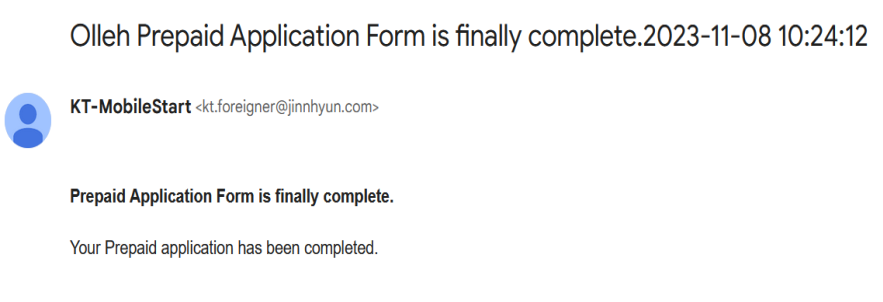 Olleh Prepaid Application Form is finally complete.2023-11-08 10:24:12
KT-MobileStart <kt.foreigner@jinnhyun.com>
Prepaid Application Form is finally complete.
Your Prepaid application has been completed.